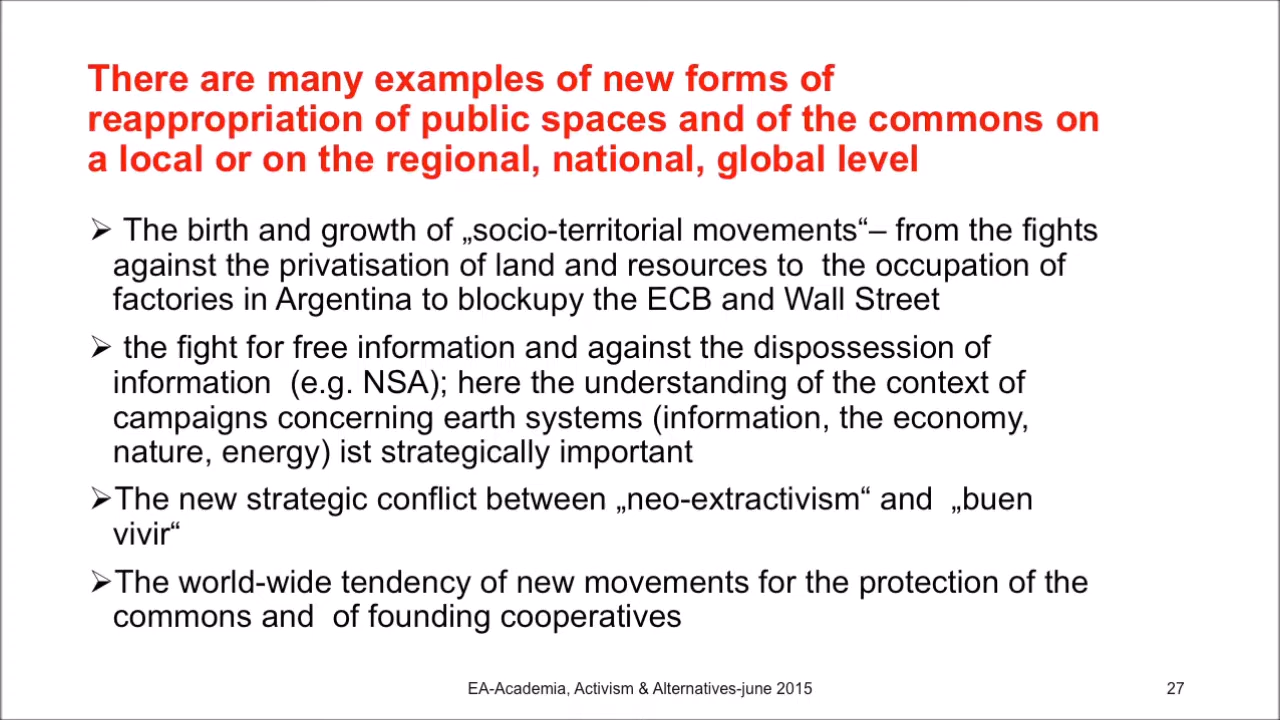 There are many examples of new forms of
reappropriation of public spaces and of the commons on
a local or on the regional, national, global level
➢ The birth and growth of „socio-territorial movements“– from the fights
against the privatisation of land and resources to  the occupation of
factories in Argentina to blockupy the ECB and Wall Street
➢ the fight for free information and against the dispossession of
information  (e.g. NSA); here the understanding of the context of
campaigns concerning earth systems (information, the economy,
nature, energy) ist strategically important
➢The new strategic conflict between „neo-extractivism“ and  „buen
vivir“
➢The world-wide tendency of new movements for the protection of the
commons and  of founding cooperatives
EA-Academia, Activism & Alternatives-june 2015
27